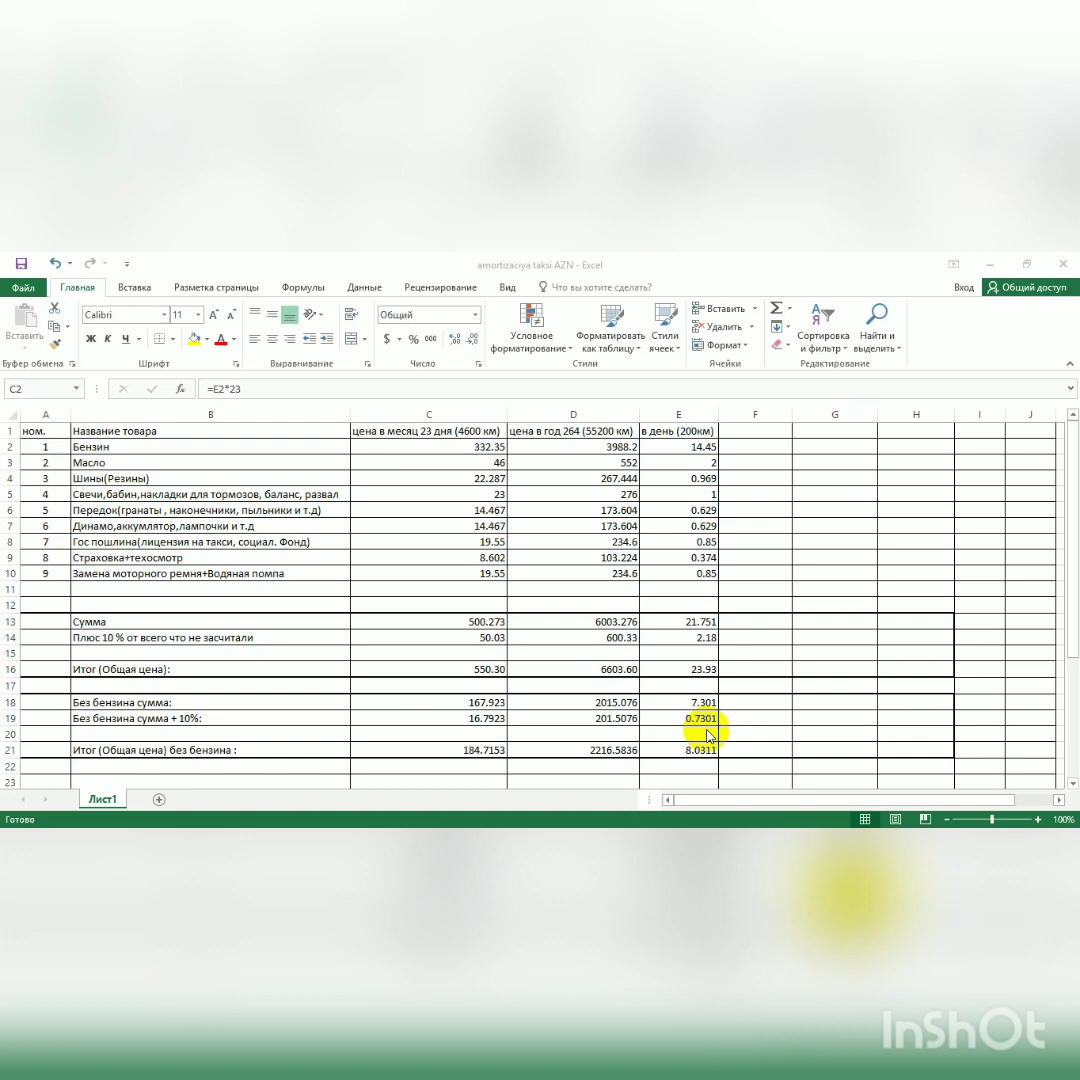 amortizaciya taksi AZN - Excel
Файл Главная Вставка Разметка страницы Формулы Данные Рецензирование Вид Что вы хотите сделать? Вход Общий доступ
Вставить Calibri 11 Общий Условное форматирование Форматировать как таблицу Стили ячеек Вставить Удалить Формат Сортировка и фильтр Найти и выделить
Ж К Ч
Буфер обмена Шрифт Выравнивание Число Стили Ячейки Редактирование
C2 =E2*23
A B C D E F G H I J
1 ном. Название товара цена в месяц 23 дня (4600 км) цена в год 264 (55200 км) в день (200км)
2 1 Бензин 332.35 3988.2 14.45
3 2 Масло 46 552 2
4 3 Шины(Резины) 22.287 267.444 0.969
5 4 Свечи,бабин,накладки для тормозов, баланс, развал 23 276 1
6 5 Передок(гранаты , наконечники, пыльники и т.д) 14.467 173.604 0.629
7 6 Динамо,аккумлятор,лампочки и т.д 14.467 173.604 0.629
8 7 Гос пошлина(лицензия на такси, социал. Фонд) 19.55 234.6 0.85
9 8 Страховка+техосмотр 8.602 103.224 0.374
10 9 Замена моторного ремня+Водяная помпа 19.55 234.6 0.85
11
12
13 Сумма 500.273 6003.276 21.751
14 Плюс 10 % от всего что не засчитали 50.03 600.33 2.18
15
16 Итог (Общая цена): 550.30 6603.60 23.93
17
18 Без бензина сумма: 167.923 2015.076 7.301
19 Без бензина сумма + 10%: 16.7923 201.5076 0.7301
20
21 Итог (Общая цена) без бензина : 184.7153 2216.5836 8.0311
22
23
Лист1
Готово 100%
InShOt